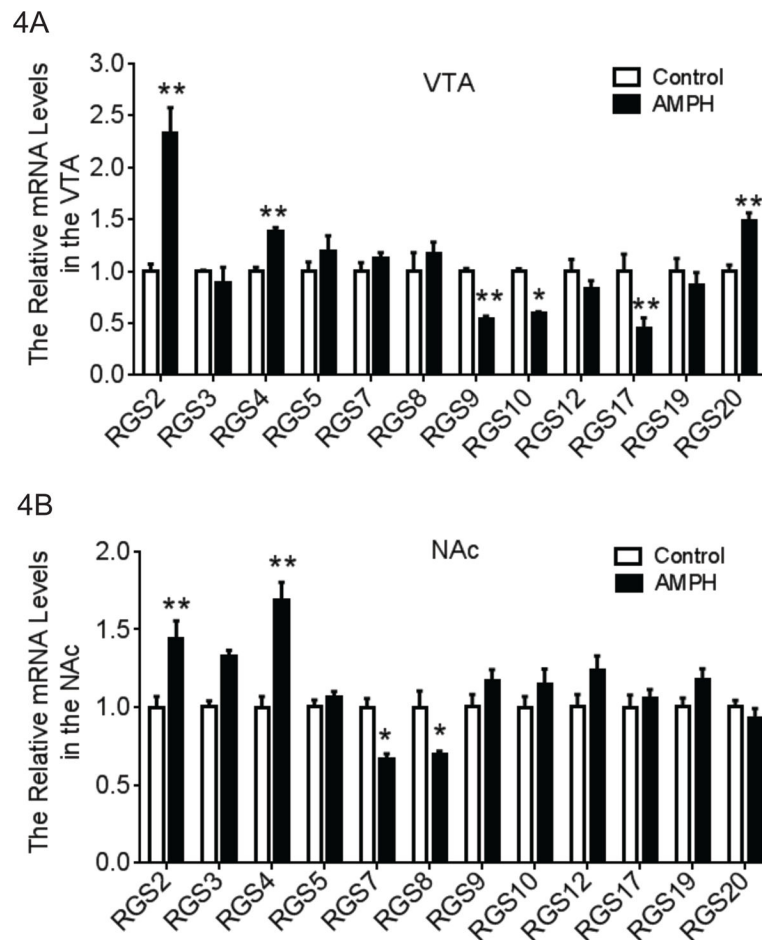 4A
The Relative mRNA Levels
in the VTA
3.0
2.5
2.0
1.5
1.0
0.5
0.0
VTA
Control
AMPH
**
**
**
*
**
**
RGS2
RGS3
RGS4
RGS5
RGS7
RGS8
RGS9
RGS10
RGS12
RGS17
RGS19
RGS20
4B
The Relative mRNA Levels
in the NAc
2.0
1.5
1.0
0.5
0.0
NAc
Control
AMPH
**
**
*
*
RGS2
RGS3
RGS4
RGS5
RGS7
RGS8
RGS9
RGS10
RGS12
RGS17
RGS19
RGS20